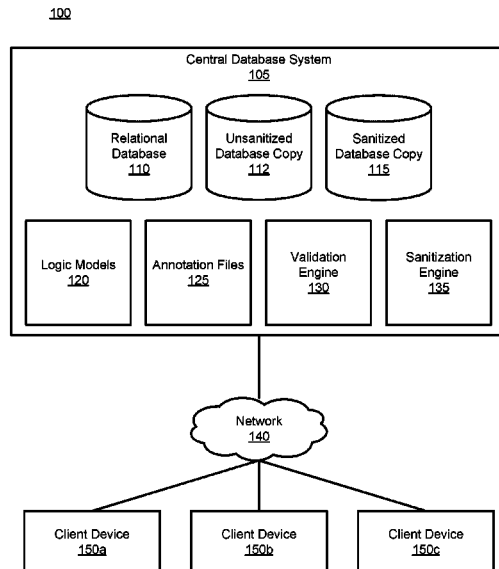 100
Central Database System
105
Relational
Database
110
Unsanitized
Database Copy
112
Sanitized
Database Copy
115
Logic Models
120
Annotation Files
125
Validation
Engine
130
Sanitization
Engine
135
Network
140
Client Device
150a
Client Device
150b
Client Device
150c